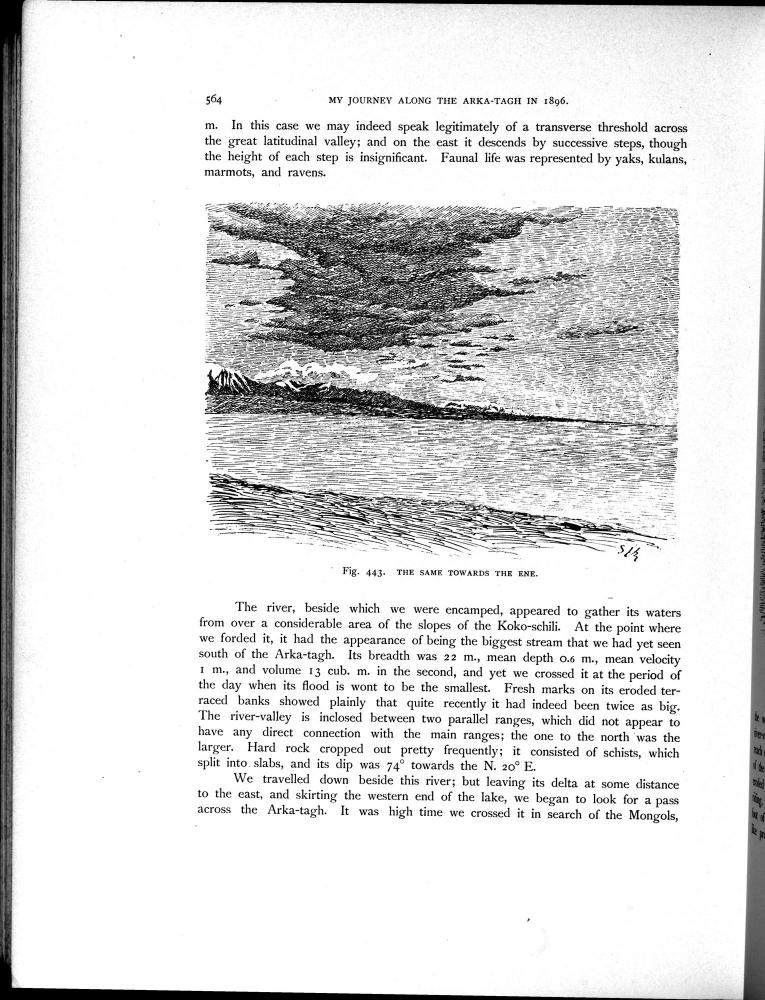 564 MY JOURNEY ALONG THE ARKA-TAGH IN 1896.
m. In this case we may indeed speak legitimately of a transverse threshold across
the great latitudinal valley; and on the east it descends by successive steps, though
the height of each step is insignificant. Faunal life was represented by yaks, kulans,
marmots, and ravens.
Fig. 443. THE SAME TOWARDS THE ENE.
The river, beside which we were encamped, appeared to gather its waters
from over a considerable area of the slopes of the Koko-schili. At the point where
we forded it, it had the appearance of being the biggest stream that we had yet seen
south of the Arka-tagh. Its breadth was 22 m., mean depth 0.6 m., mean velocity
1 m., and volume 13 cub. m. in the second, and yet we crossed it at the period of
the day when its flood is wont to be the smallest. Fresh marks on its eroded ter-
raced banks showed plainly that quite recently it had indeed been twice as big.
The river-valley is inclosed between two parallel ranges, which did not appear to
have any direct connection with the main ranges; the one to the north was the
larger. Hard rock cropped out pretty frequently; it consisted of schists, which
split into slabs, and its dip was 74° towards the N. 20° E.
We travelled down beside this river; but leaving its delta at some distance
to the east, and skirting the western end of the lake, we began to look for a pass
across the Arka-tagh. It was high time we crossed it in search of the Mongols,